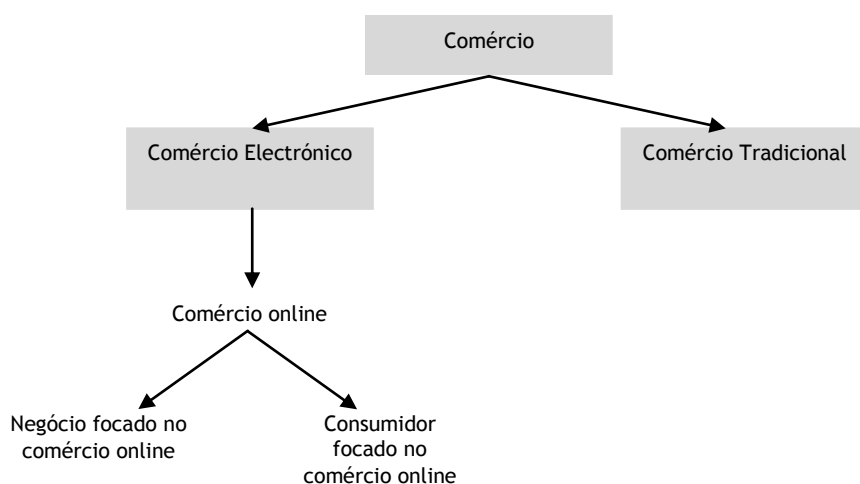 Comércio
Comércio Electrónico
Comércio Tradicional
Comércio online
Negócio focado no
comércio online
Consumidor
focado no
comércio online